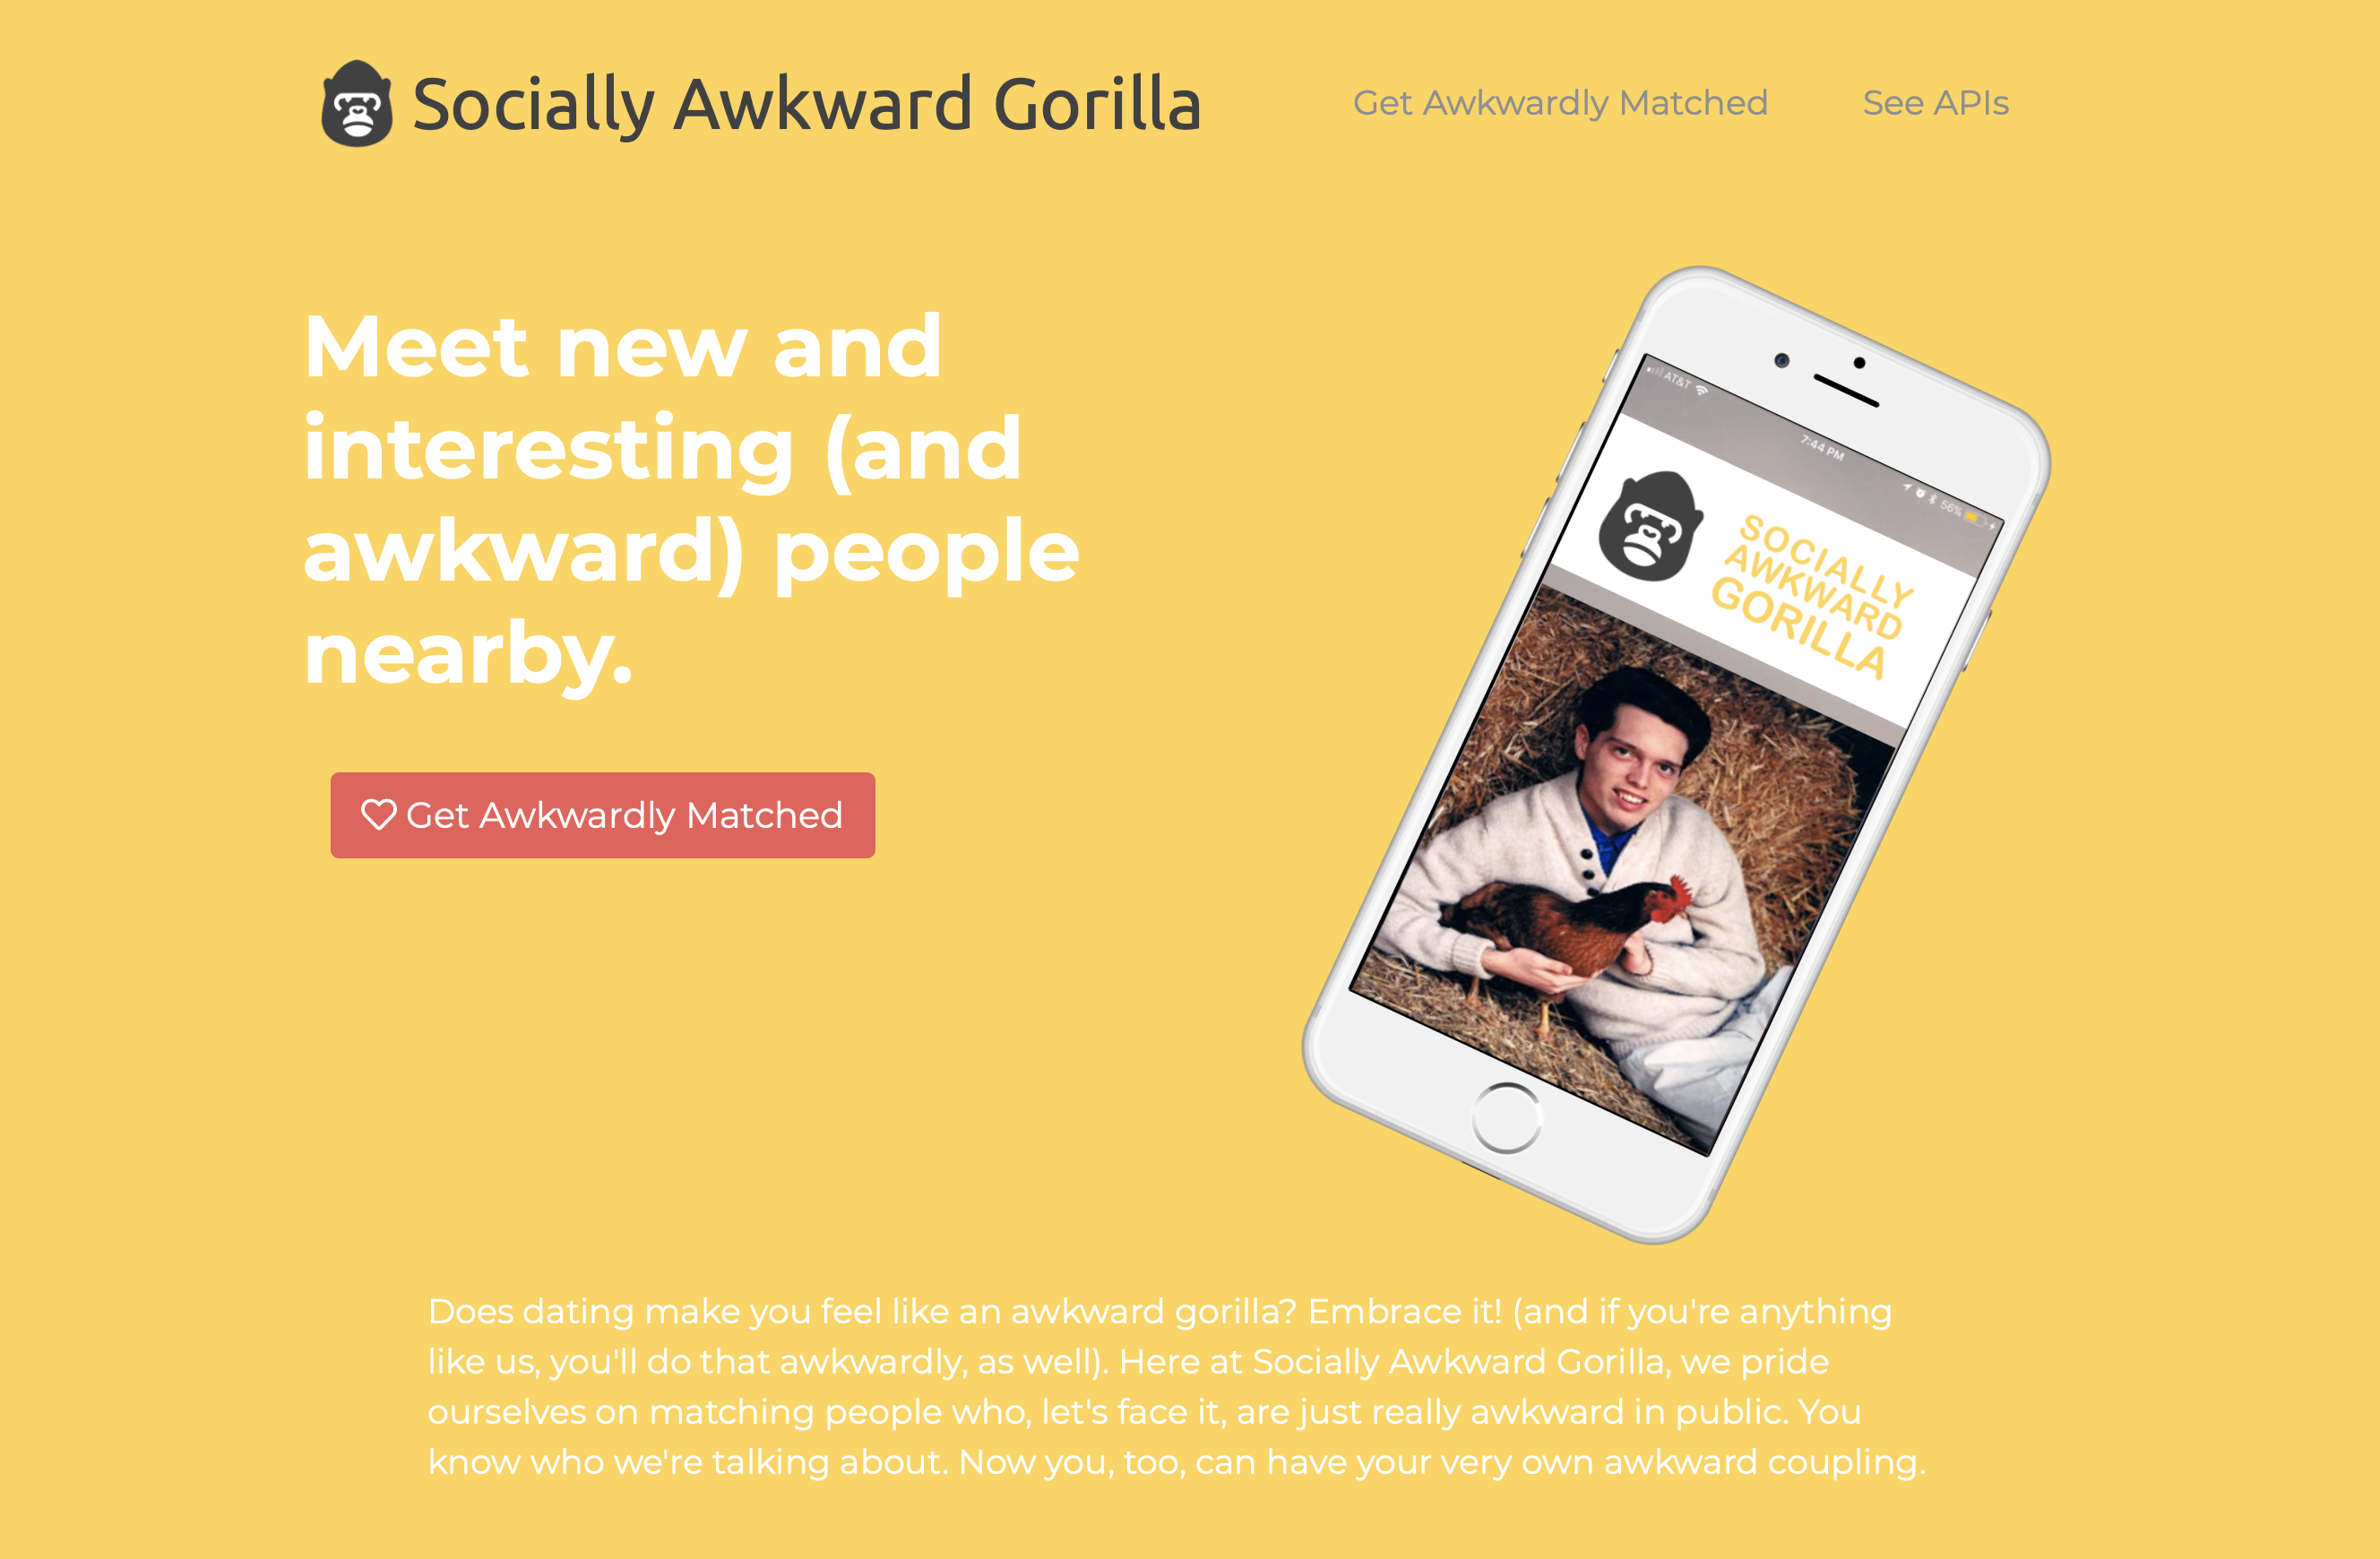 Socially Awkward Gorilla
Get Awkwardly Matched
See APIs
Meet new and
interesting (and
awkward) people
nearby.
Get Awkwardly Matched
AT&T
7:44 PM
56%
SOCIALLY
AWKWARD
GORILLA
Does dating make you feel like an awkward gorilla? Embrace it! (and if you're anything
like us, you'll do that awkwardly, as well). Here at Socially Awkward Gorilla, we pride
ourselves on matching people who, let's face it, are just really awkward in public. You
know who we're talking about. Now you, too, can have your very own awkward coupling.